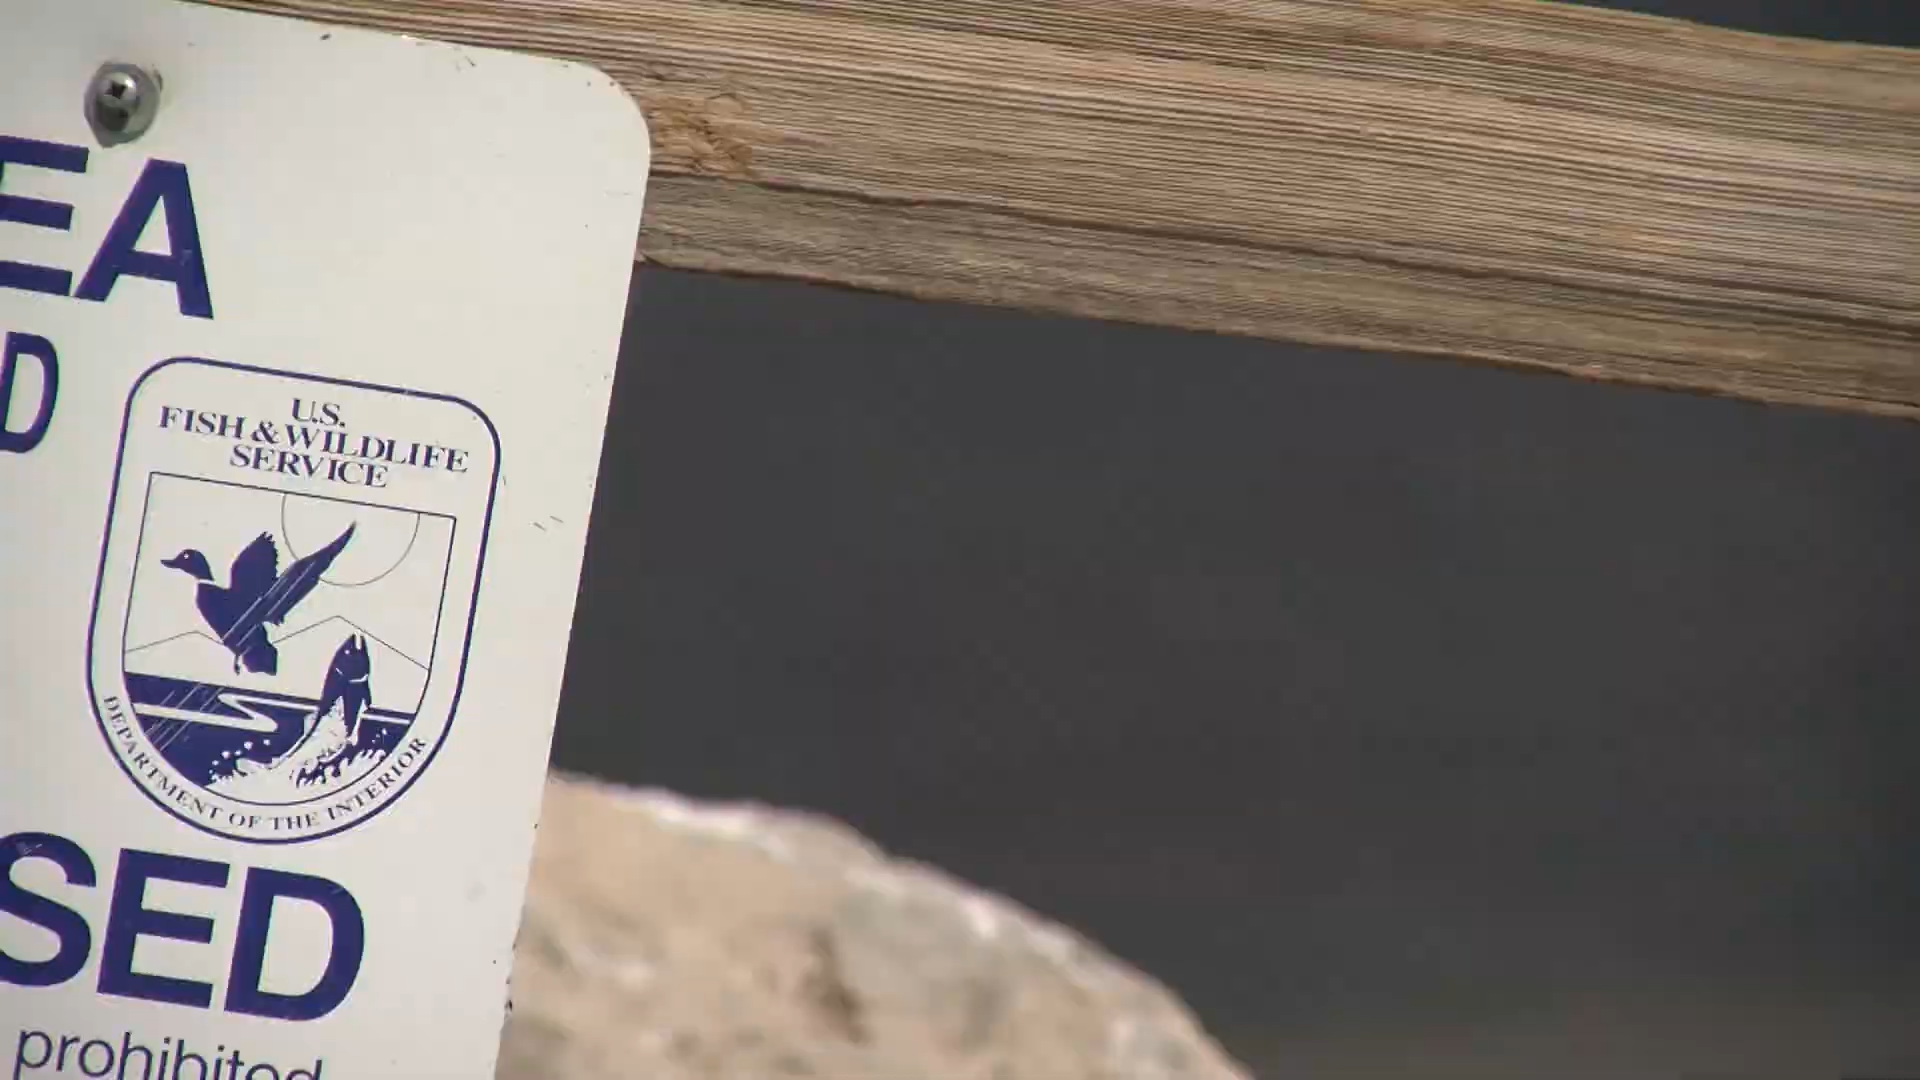 EA
D
U.S.
FISH & WILDLIFE
SERVICE
DEPARTMENT OF THE INTERIOR
SED
prohibited